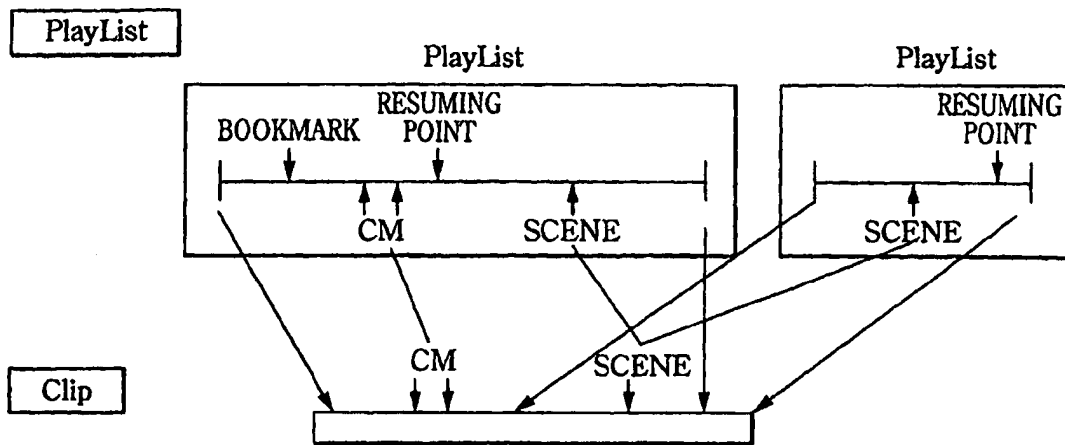 PlayList
PlayList
PlayList
BOOKMARK
RESUMING
POINT
CM
SCENE
RESUMING
POINT
SCENE
CM
SCENE
Clip